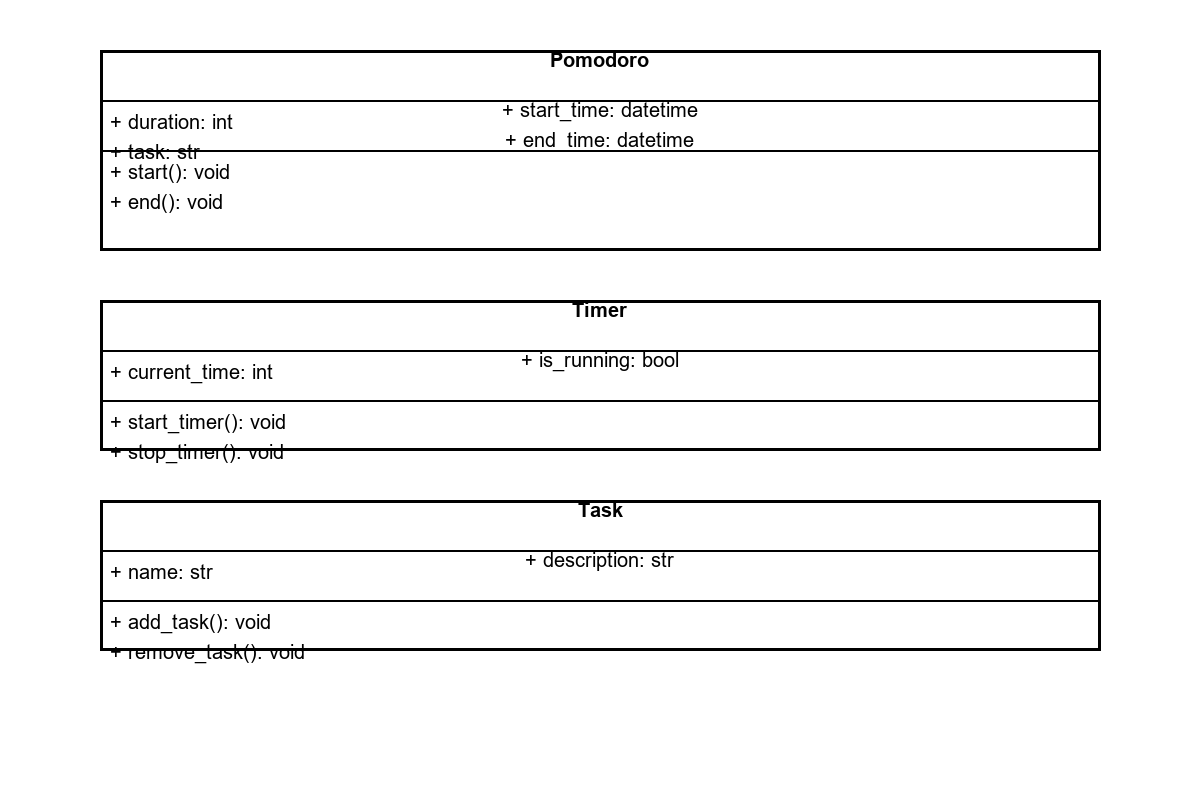 Pomodoro
+ start_time: datetime
+ duration: int
+ end_time: datetime
+ task: str
+ start(): void
+ end(): void
Timer
+ is_running: bool
+ current_time: int
+ start_timer(): void
+ stop_timer(): void
Task
+ description: str
+ name: str
+ add_task(): void
+ remove_task(): void